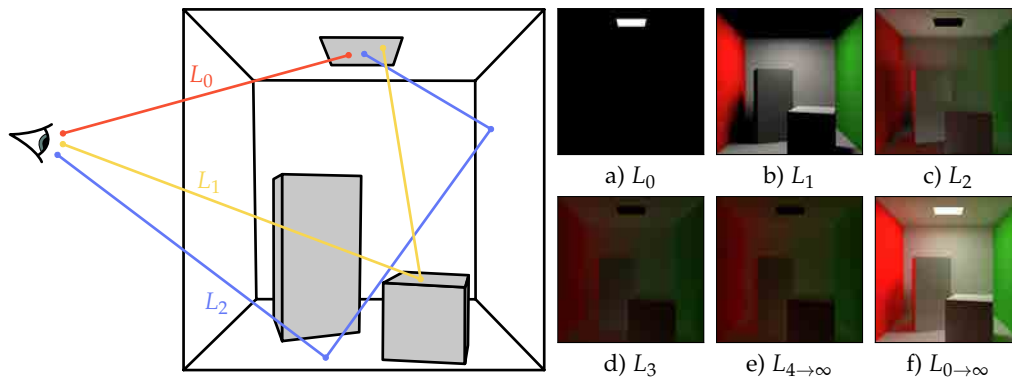 L₀
L₁
L₂
a) L₀
b) L₁
c) L₂
d) L₃
e) L₄→∞
f) L₀→∞